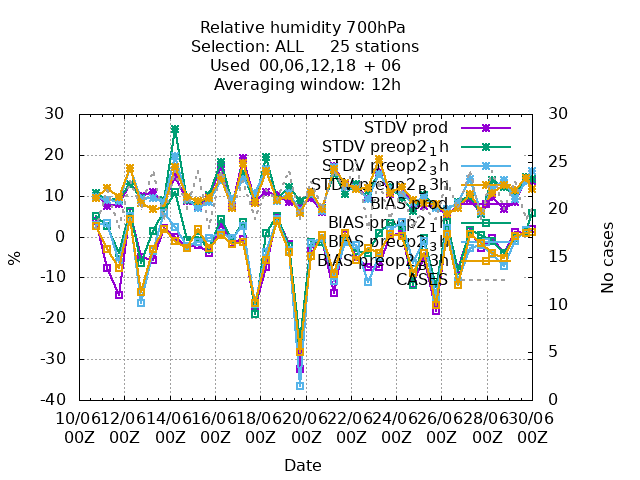 Relative humidity 700hPa
Selection: ALL 25 stations
Used 00,06,12,18 + 06
Averaging window: 12h
30 30
STDV prod
STDV preop2_1h
STDV preop2_3h
STDV preop2_B3h
BIAS prod
BIAS preop2_1h
BIAS preop2_3h
BIAS preop2_B3h
CASES
20 25
10 20
0 15
-10
-20 10
-30 5
-40 0
%
No cases
10/06 12/06 14/06 16/06 18/06 20/06 22/06 24/06 26/06 28/06 30/06
00Z 00Z 00Z 00Z 00Z 00Z 00Z 00Z 00Z 00Z 00Z
Date